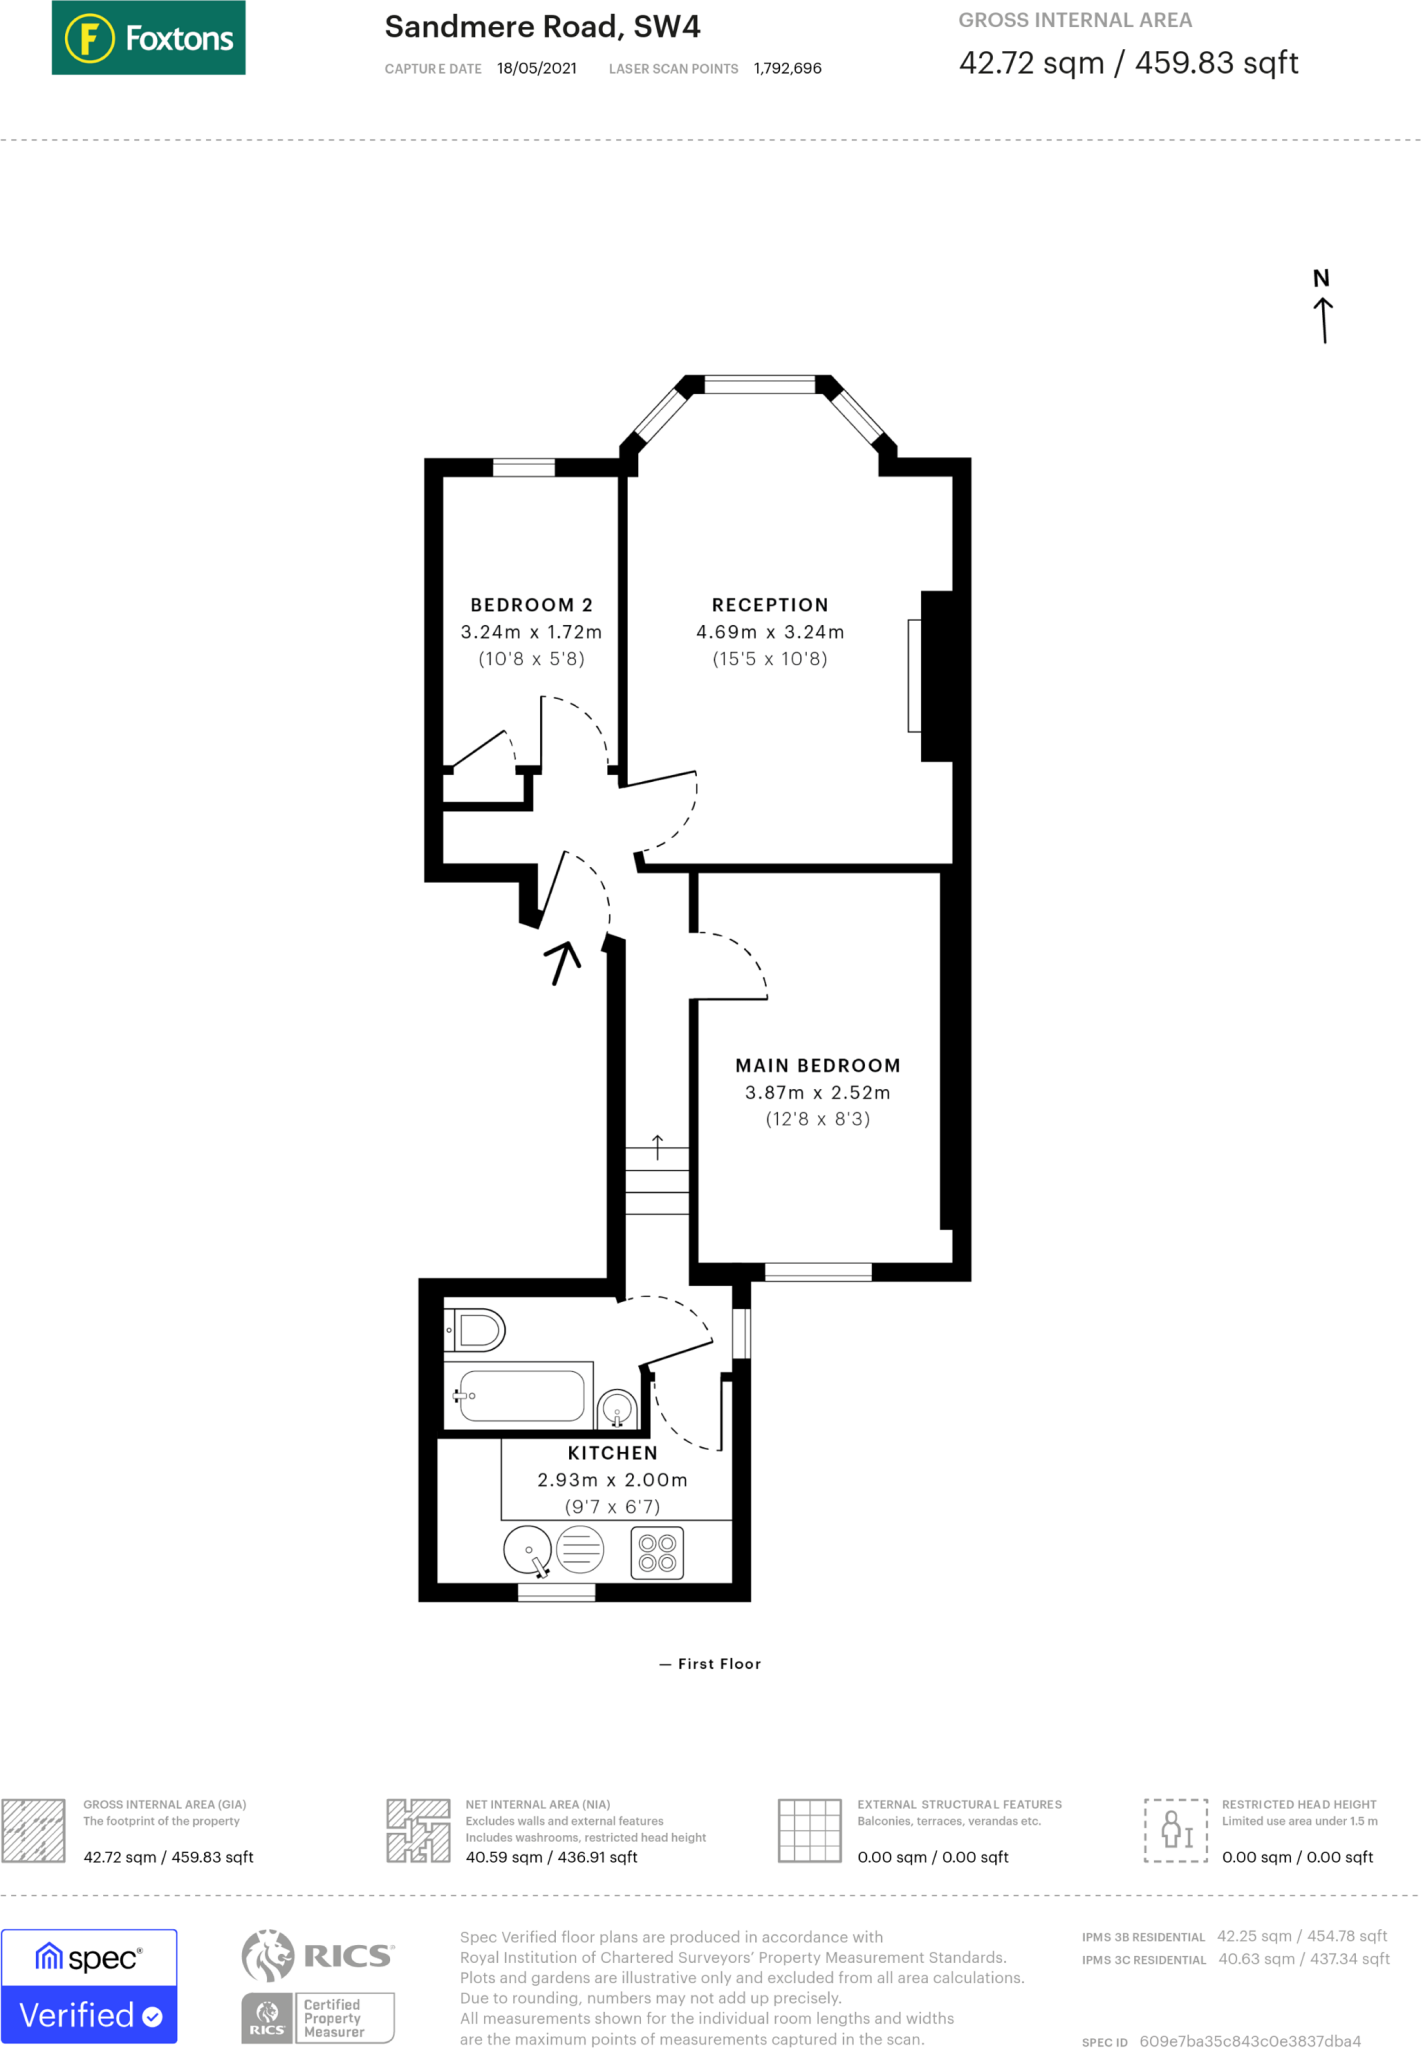 Foxtons
Sandmere Road, SW4
CAPTURE DATE 18/05/2021 LASER SCAN POINTS 1,792,696
GROSS INTERNAL AREA
42.72 sqm / 459.83 sqft
N
BEDROOM 2
3.24m x 1.72m
(10'8 x 5'8)
RECEPTION
4.69m x 3.24m
(15'5 x 10'8)
MAIN BEDROOM
3.87m x 2.52m
(12'8 x 8'3)
KITCHEN
2.93m x 2.00m
(9'7 x 6'7)
— First Floor
GROSS INTERNAL AREA (GIA)
The footprint of the property
42.72 sqm / 459.83 sqft
NET INTERNAL AREA (NIA)
Excludes walls and external features
Includes washrooms, restricted head height
40.59 sqm / 436.91 sqft
EXTERNAL STRUCTURAL FEATURES
Balconies, terraces, verandas etc.
0.00 sqm / 0.00 sqft
RESTRICTED HEAD HEIGHT
Limited use area under 1.5 m
0.00 sqm / 0.00 sqft
spec®
Verified
RICS®
RICS
Certified
Property
Measurer
Spec Verified floor plans are produced in accordance with
Royal Institution of Chartered Surveyors' Property Measurement Standards.
Plots and gardens are illustrative only and excluded from all area calculations.
Due to rounding, numbers may not add up precisely.
All measurements shown for the individual room lengths and widths
are the maximum points of measurements captured in the scan.
IPMS 3B RESIDENTIAL 42.25 sqm / 454.78 sqft
IPMS 3C RESIDENTIAL 40.63 sqm / 437.34 sqft
SPEC ID 609e7ba35c843c0e3837dba4